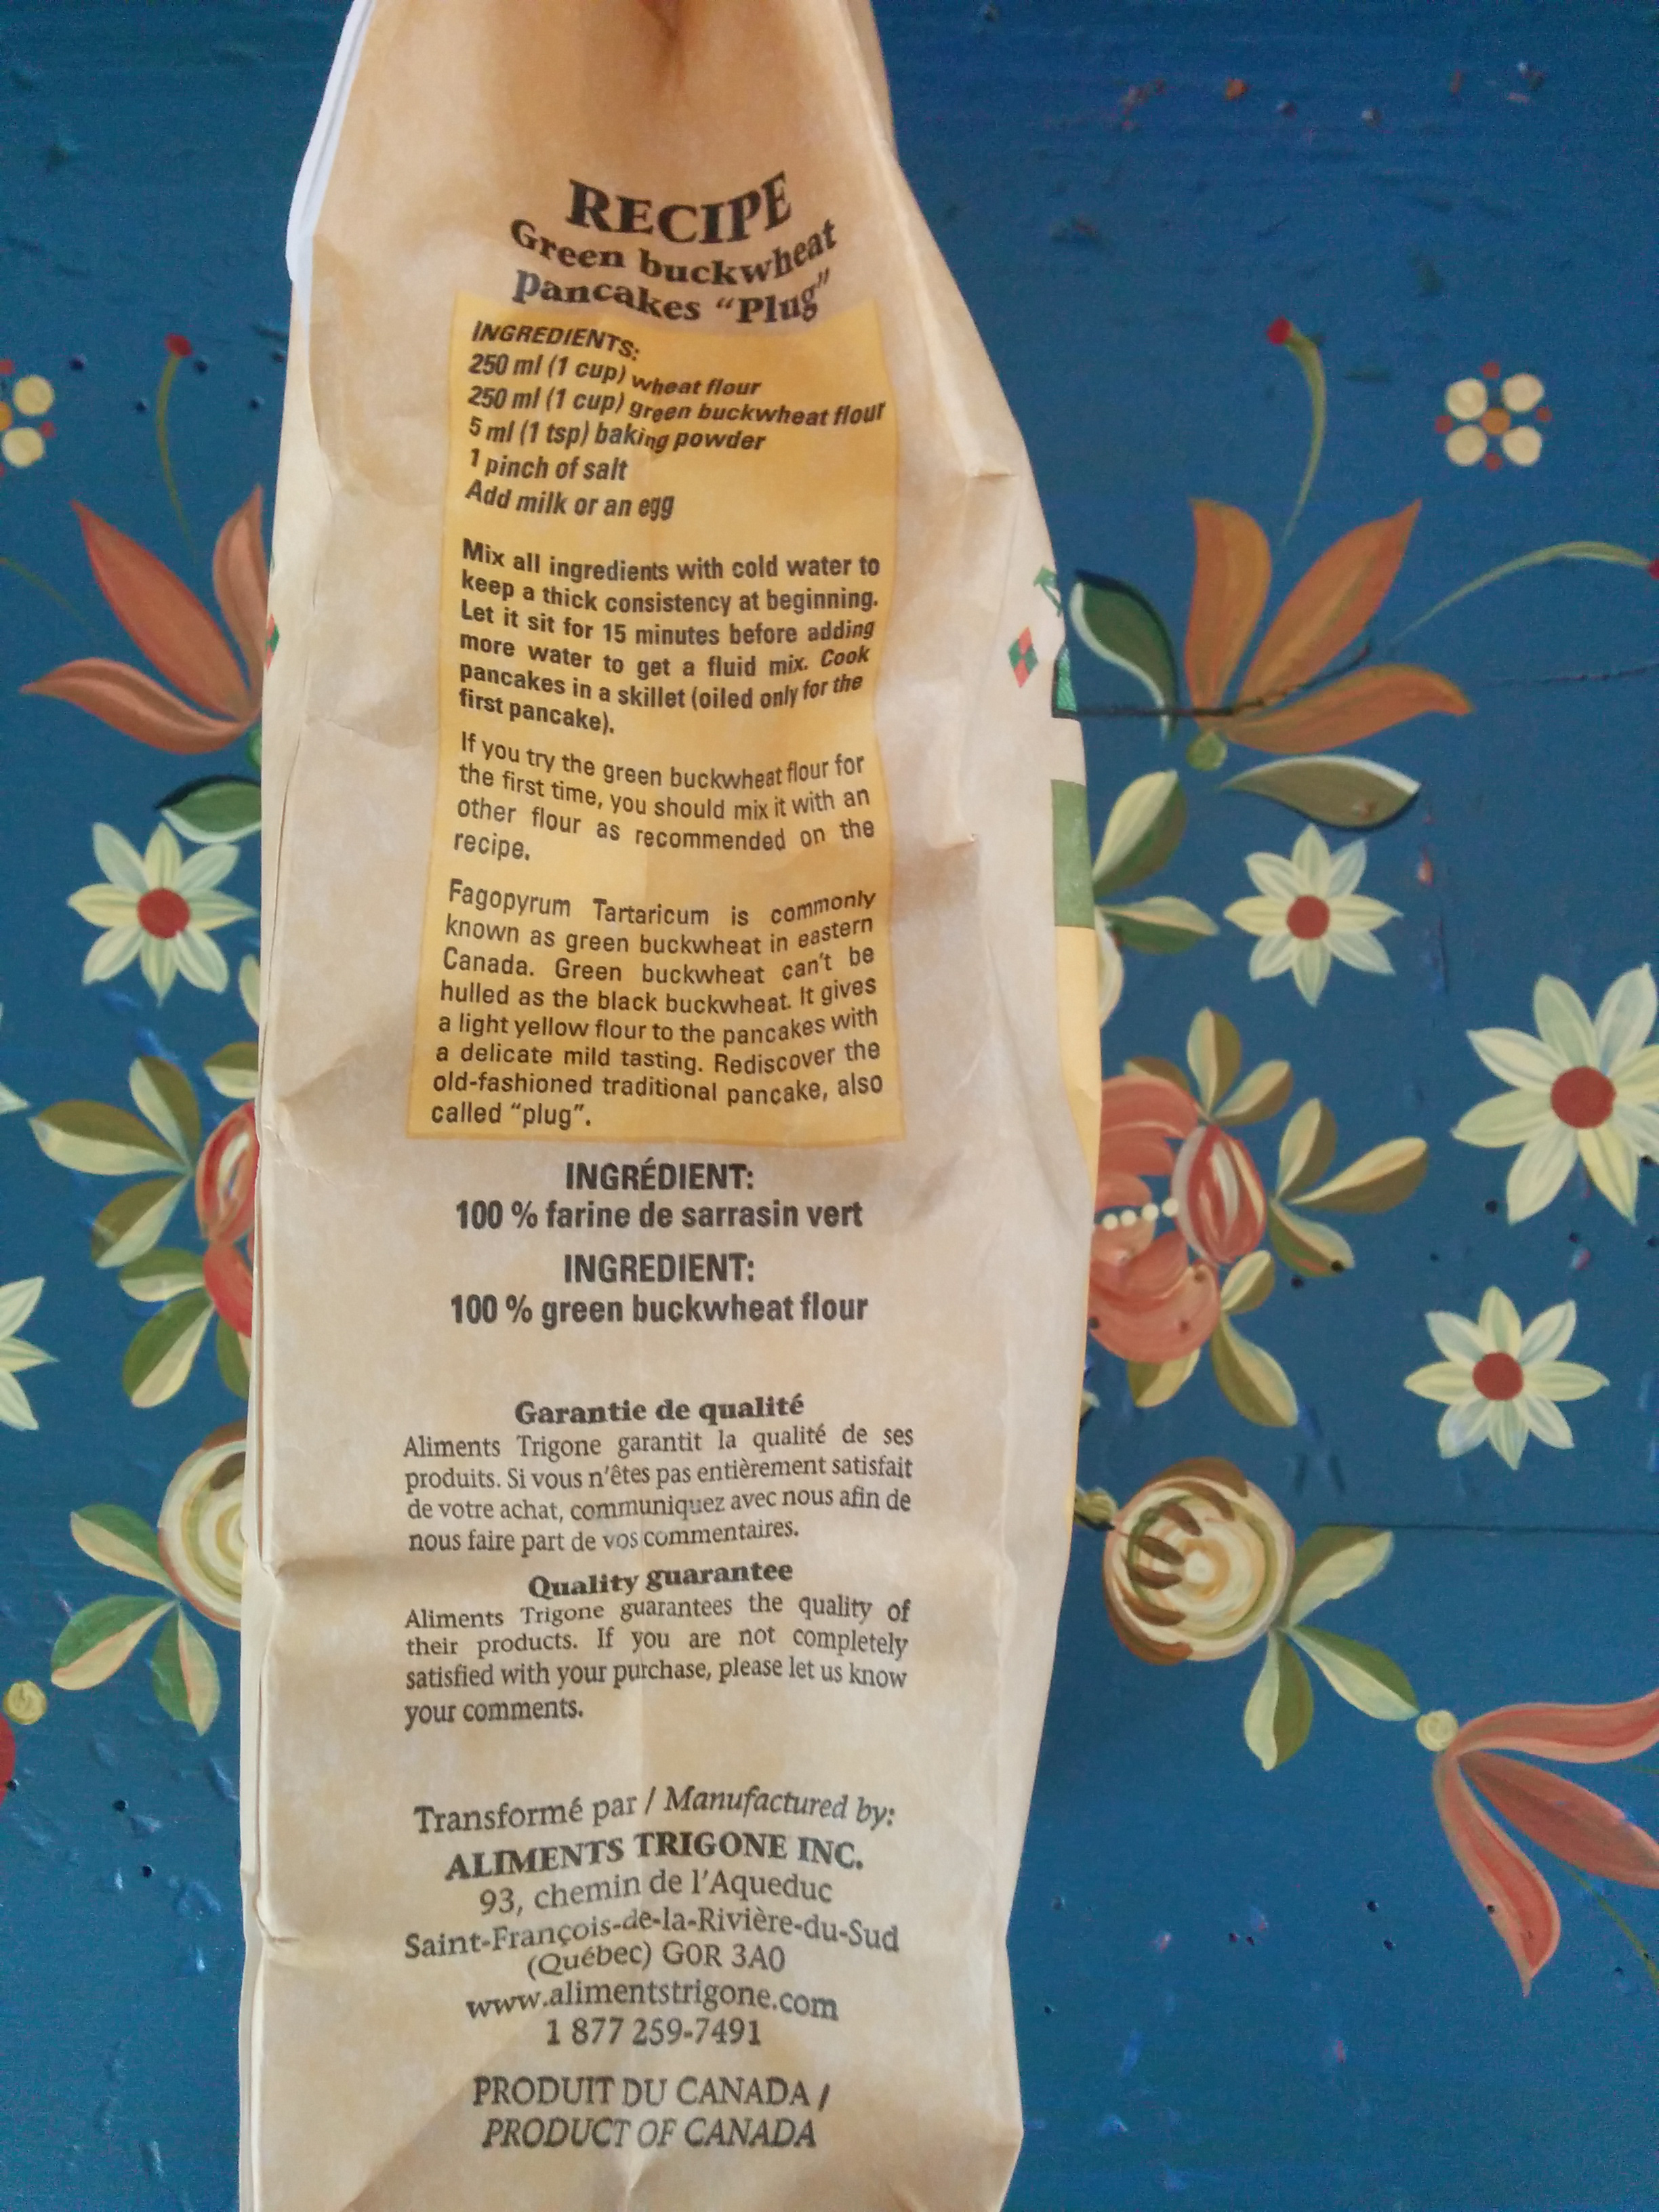 RECIPE
Green buckwheat
pancakes "Plug"
INGREDIENTS:
250 ml (1 cup) wheat flour
250 ml (1 cup) green buckwheat flour
5 ml (1 tsp) baking powder
1 pinch of salt
Add milk or an egg
Mix all ingredients with cold water to
keep a thick consistency at beginning.
Let it sit for 15 minutes before adding
more water to get a fluid mix. Cook
pancakes in a skillet (oiled only for the
first pancake).
If you try the green buckwheat flour for
the first time, you should mix it with an
other flour as recommended on the
recipe.
Fagopyrum Tartaricum is commonly
known as green buckwheat in eastern
Canada. Green buckwheat can't be
hulled as the black buckwheat. It gives
a light yellow flour to the pancakes with
a delicate mild tasting. Rediscover the
old-fashioned traditional pancake, also
called "plug".
INGRÉDIENT:
100 % farine de sarrasin vert
INGREDIENT:
100 % green buckwheat flour
Garantie de qualité
Aliments Trigone garantit la qualité de ses
produits. Si vous n'êtes pas entièrement satisfait
de votre achat, communiquez avec nous afin de
nous faire part de vos commentaires.
Quality guarantee
Aliments Trigone guarantees the quality of
their products. If you are not completely
satisfied with your purchase, please let us know
your comments.
Transformé par / Manufactured by:
ALIMENTS TRIGONE INC.
93, chemin de l'Aqueduc
Saint-François-de-la-Rivière-du-Sud
(Québec) G0R 3A0
www.alimentstrigone.com
1 877 259-7491
PRODUIT DU CANADA /
PRODUCT OF CANADA